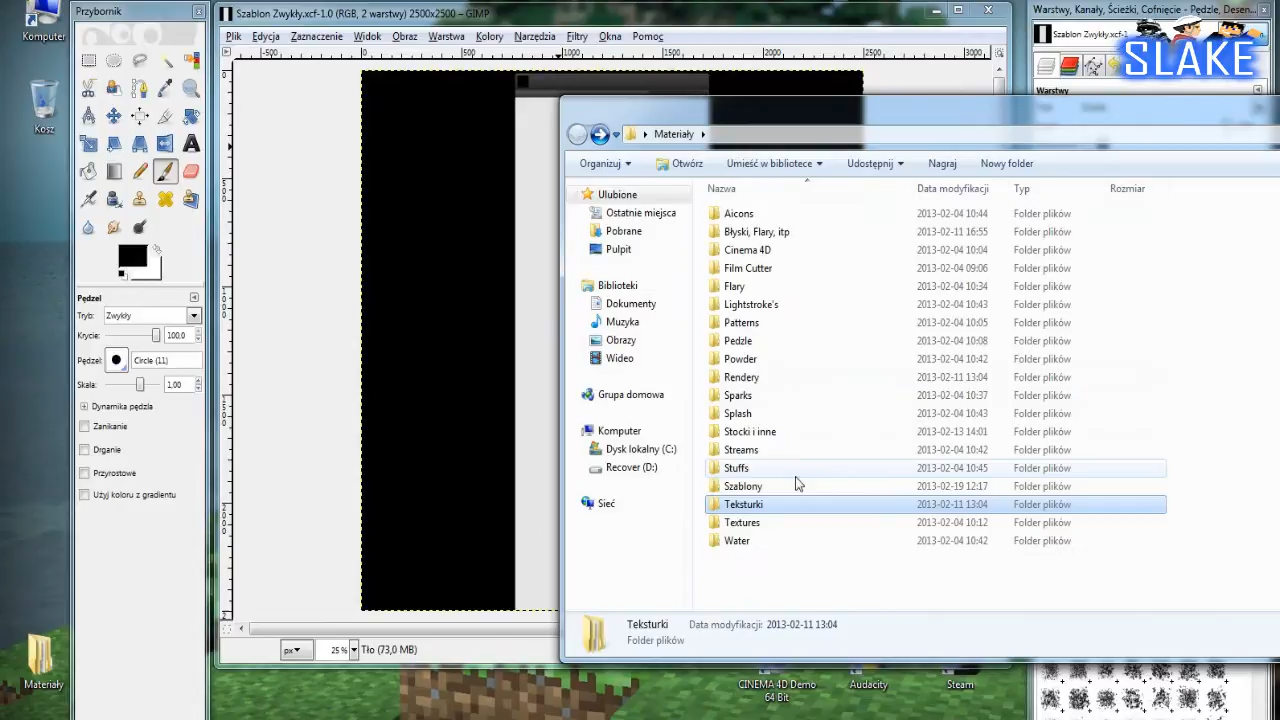 Komputer
Kosz
Materiały
Przybornik
Pędzel
Tryb: Zwykły
Krycie: 100,0
Pędzel: Circle (11)
Skala: 1,00
Dynamika pędzla
Zanikanie
Drganie
Przyrostowe
Użyj koloru z gradientu
Szablon Zwykły.xcf-1.0 (RGB, 2 warstwy) 2500x2500 – GIMP
Plik Edycja Zaznaczenie Widok Obraz Warstwa Kolory Narzędzia Filtry Okna Pomoc
-500 0 500 1000 1500 2000 2500 3000
px 25 % Tło (73,0 MB)
Materiały
Organizuj Otwórz Umieść w bibliotece Udostępnij Nagraj Nowy folder
Ulubione
Ostatnie miejsca
Pobrane
Pulpit
Biblioteki
Dokumenty
Muzyka
Obrazy
Wideo
Grupa domowa
Komputer
Dysk lokalny (C:)
Recover (D:)
Sieć
Nazwa Data modyfikacji Typ Rozmiar
Aicons 2013-02-04 10:44 Folder plików
Błyski, Flary, itp 2013-02-11 16:55 Folder plików
Cinema 4D 2013-02-04 10:04 Folder plików
Film Cutter 2013-02-04 09:06 Folder plików
Flary 2013-02-04 10:34 Folder plików
Lightstroke's 2013-02-04 10:43 Folder plików
Patterns 2013-02-04 10:05 Folder plików
Pedzle 2013-02-04 10:08 Folder plików
Powder 2013-02-04 10:42 Folder plików
Rendery 2013-02-11 13:04 Folder plików
Sparks 2013-02-04 10:37 Folder plików
Splash 2013-02-04 10:43 Folder plików
Stocki i inne 2013-02-13 14:01 Folder plików
Streams 2013-02-04 10:42 Folder plików
Stuffs 2013-02-04 10:45 Folder plików
Szablony 2013-02-19 12:17 Folder plików
Teksturki 2013-02-11 13:04 Folder plików
Textures 2013-02-04 10:12 Folder plików
Water 2013-02-04 10:42 Folder plików
Teksturki Data modyfikacji: 2013-02-11 13:04
Folder plików
Warstwy, Kanały, Ścieżki, Cofnięcie - Pędzle, Desen...
Szablon Zwykły.xcf-1
SLAKE
Warstwy
CINEMA 4D Demo
64 Bit
Audacity
Steam